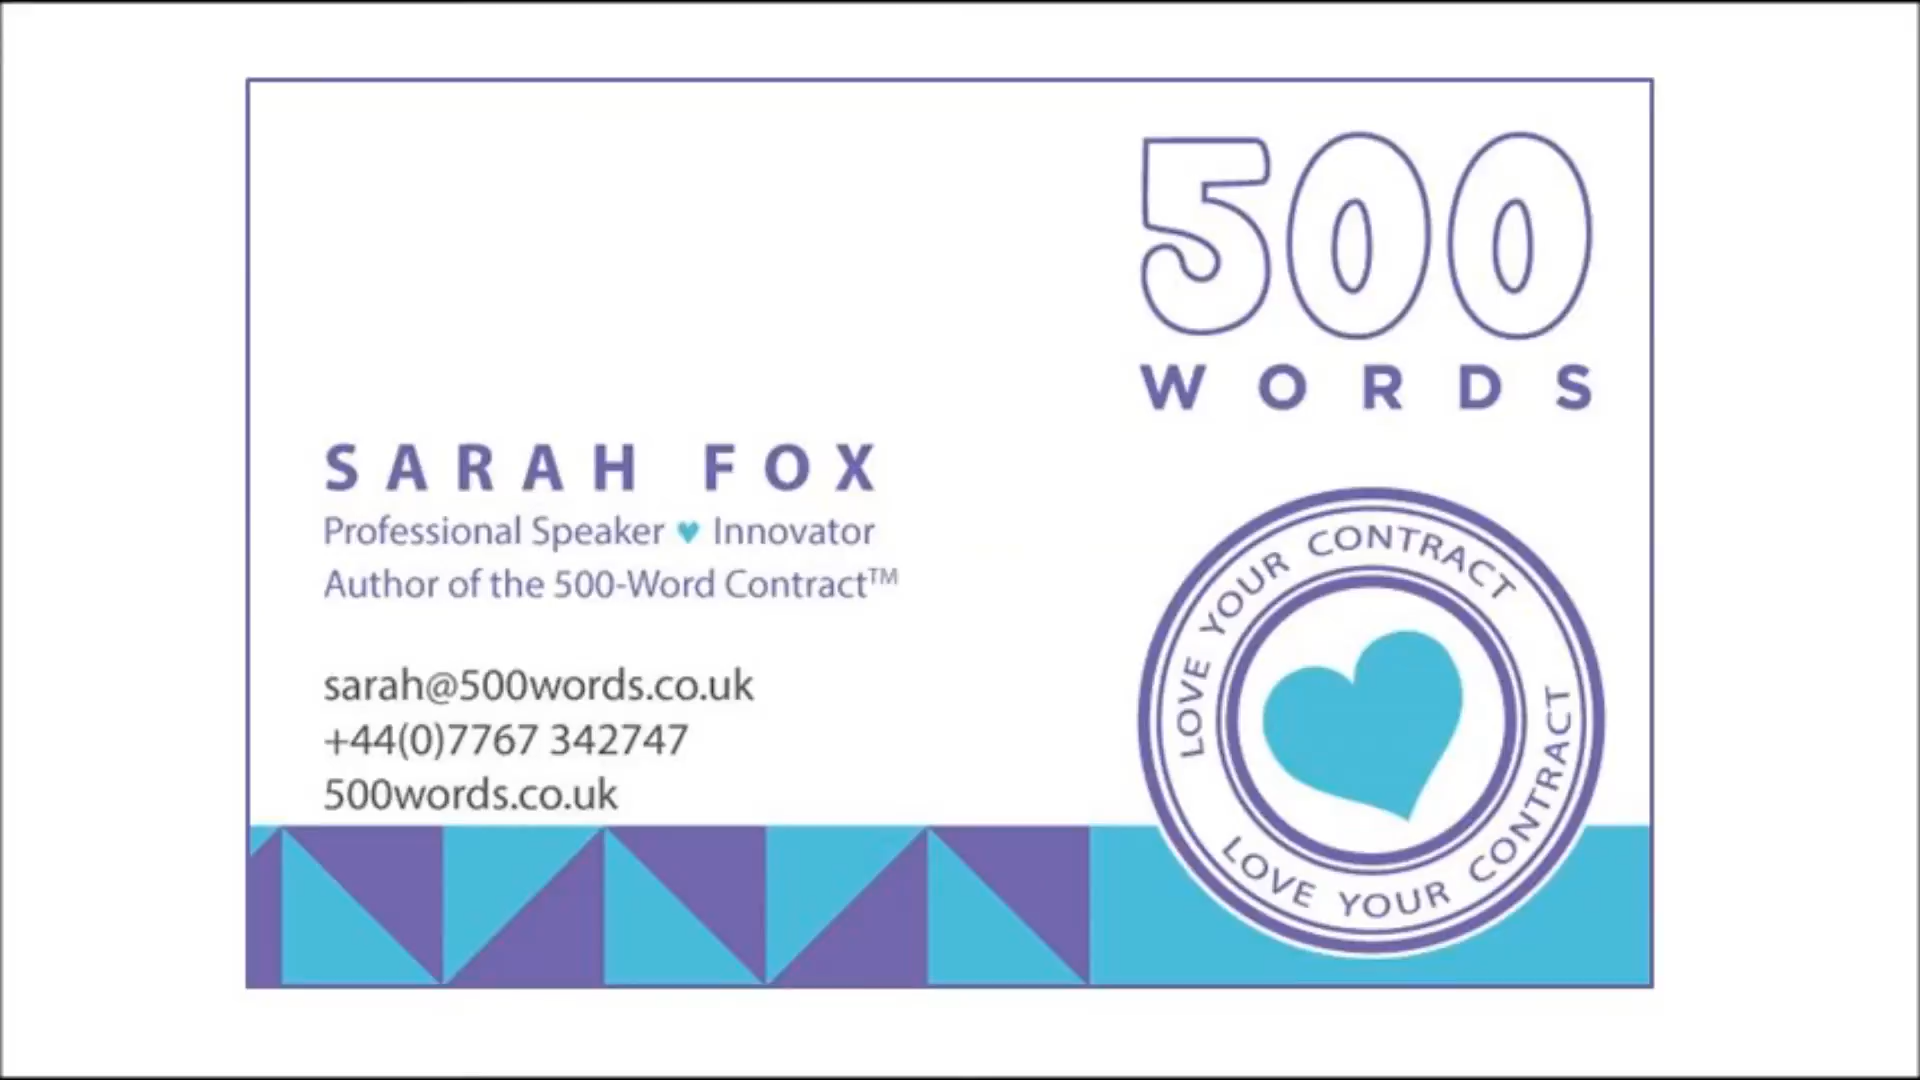 500
WORDS
SARAH FOX
Professional Speaker ♥ Innovator
Author of the 500-Word Contract™
sarah@500words.co.uk
+44(0)7767 342747
500words.co.uk
LOVE YOUR CONTRACT
LOVE YOUR CONTRACT